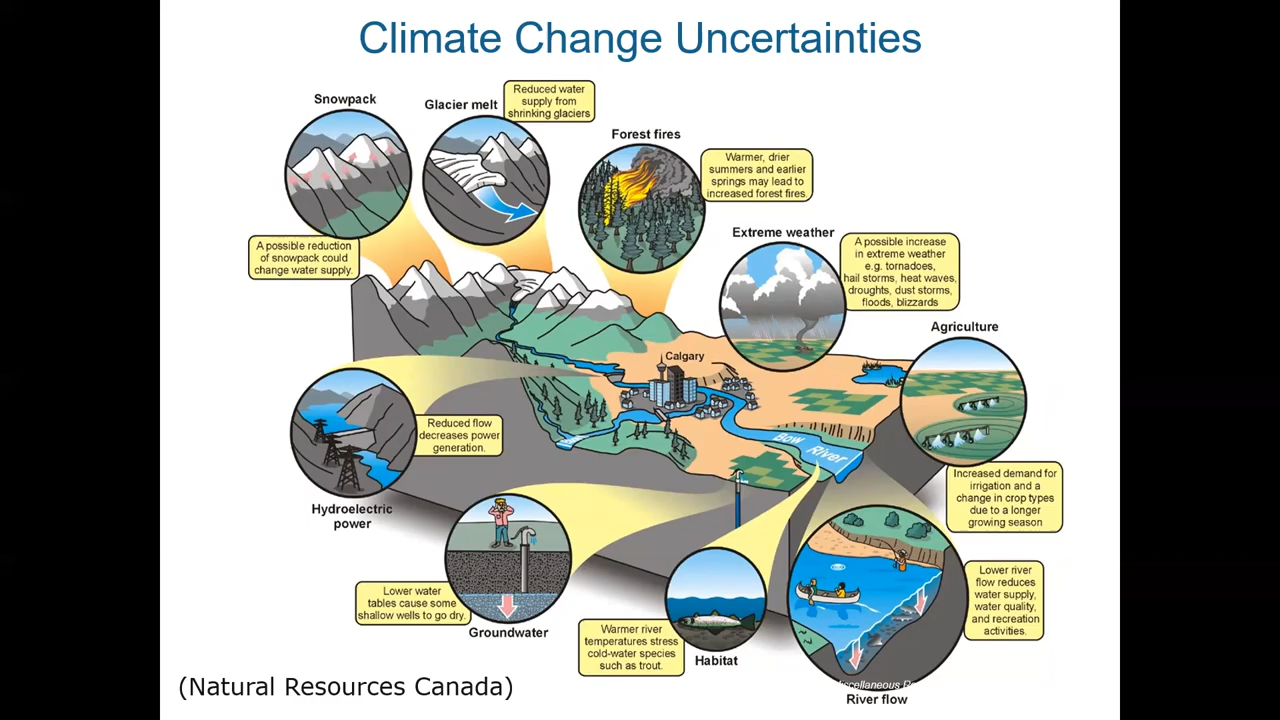 Climate Change Uncertainties
Snowpack
A possible reduction
of snowpack could
change water supply.
Glacier melt
Reduced water
supply from
shrinking glaciers
Forest fires
Warmer, drier
summers and earlier
springs may lead to
increased forest fires.
Extreme weather
A possible increase
in extreme weather
e.g. tornadoes,
hail storms, heat waves,
droughts, dust storms,
floods, blizzards
Agriculture
Increased demand for
irrigation and a
change in crop types
due to a longer
growing season
Calgary
Bow River
Hydroelectric
power
Reduced flow
decreases power
generation.
Groundwater
Lower water
tables cause some
shallow wells to go dry.
Habitat
Warmer river
temperatures stress
cold-water species
such as trout.
River flow
Lower river
flow reduces
water supply,
water quality,
and recreation
activities.
(Natural Resources Canada)